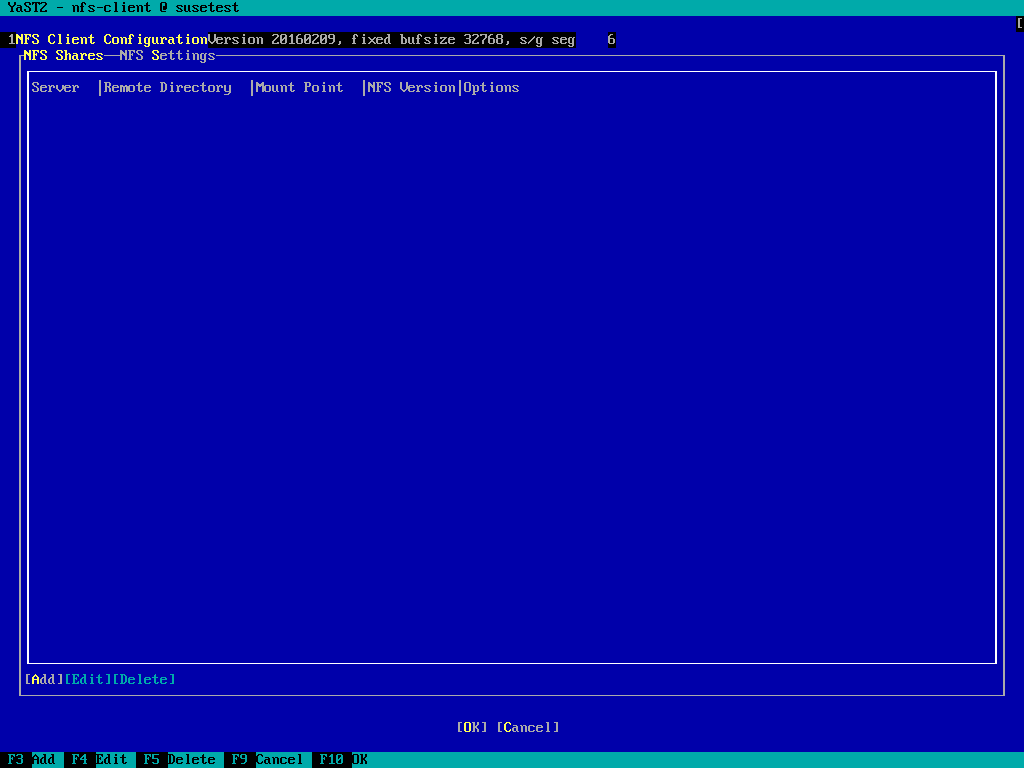 YaST2 - nfs-client @ susetest
[
1NFS Client ConfigurationVersion 20160209, fixed bufsize 32768, s/g seg    6
NFS Shares—NFS Settings
Server  |Remote Directory  |Mount Point  |NFS Version|Options
[Add][Edit][Delete]
[OK] [Cancel]
F3 Add  F4 Edit  F5 Delete  F9 Cancel  F10 OK